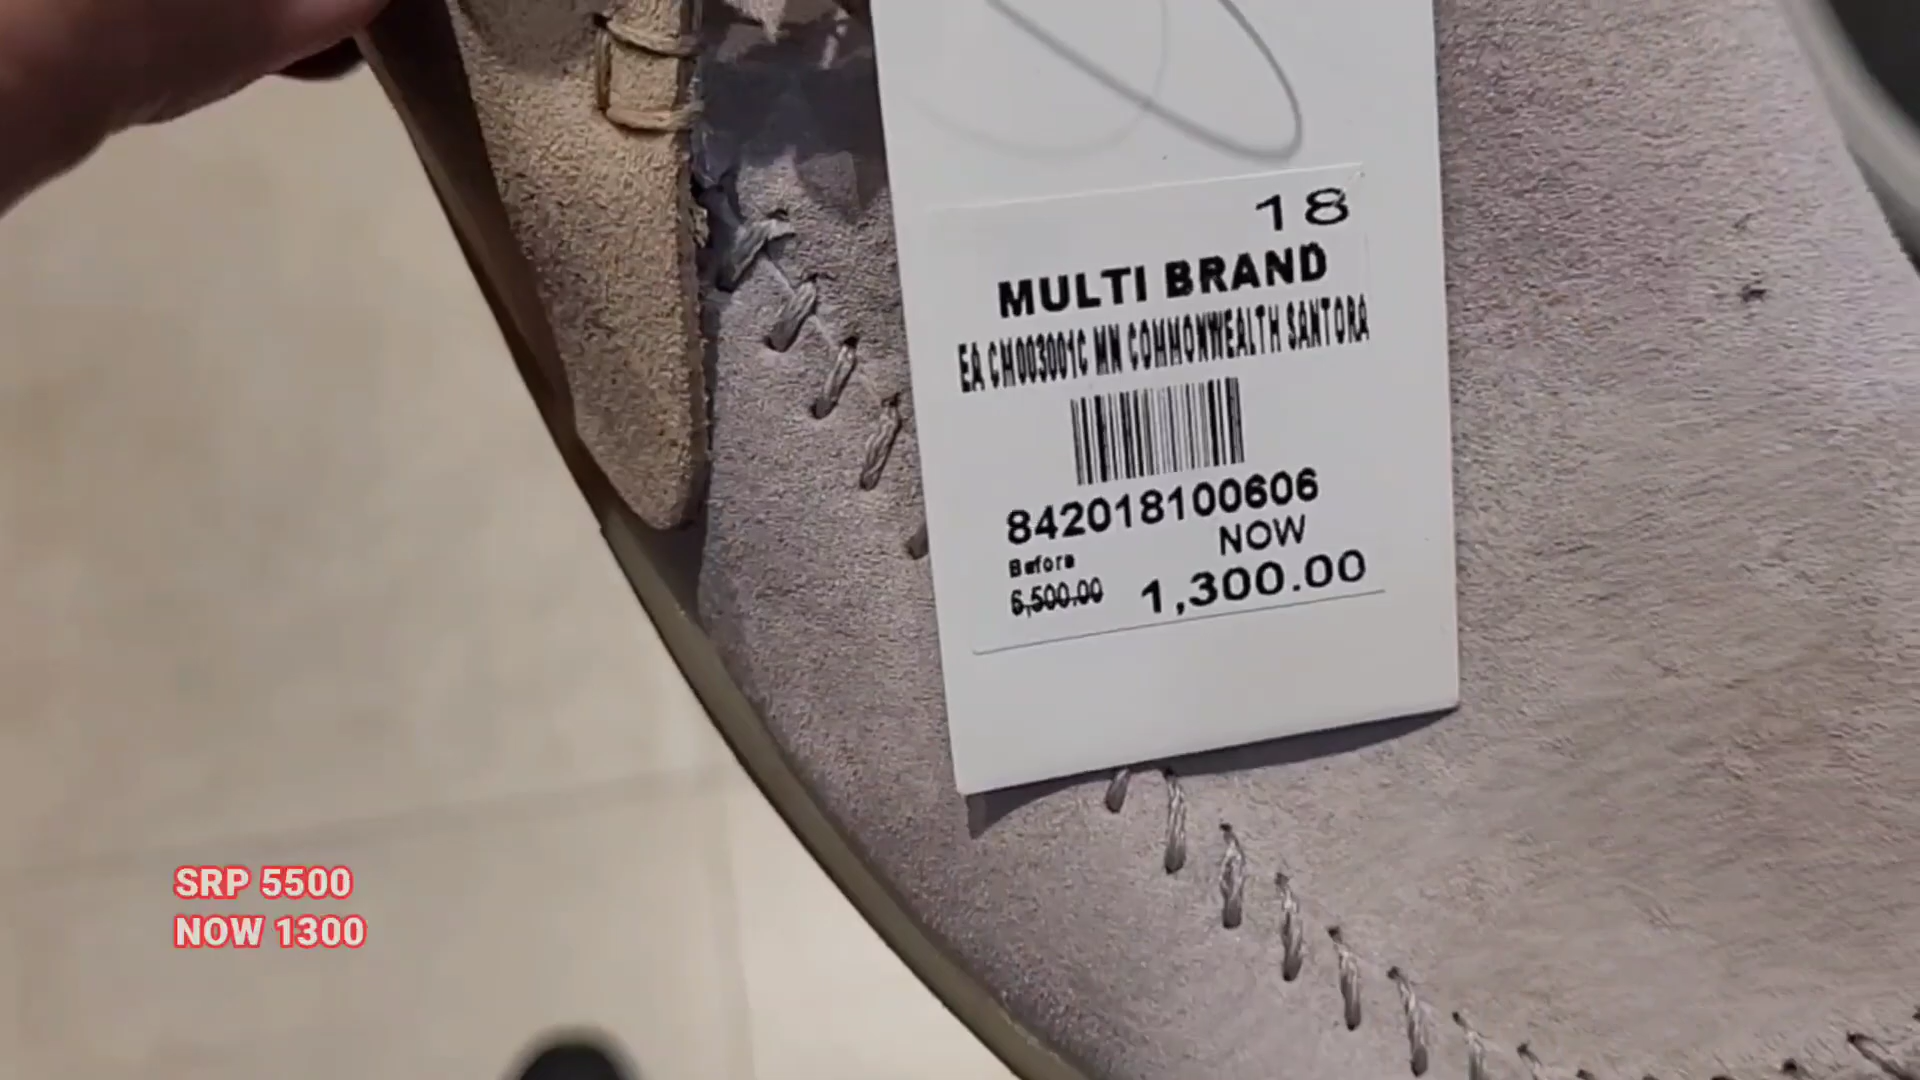 18
MULTI BRAND
EA CM003001C MN COMMONWEALTH SANTORA
842018100606
NOW
Before
6,500.00 1,300.00
SRP 5500
NOW 1300